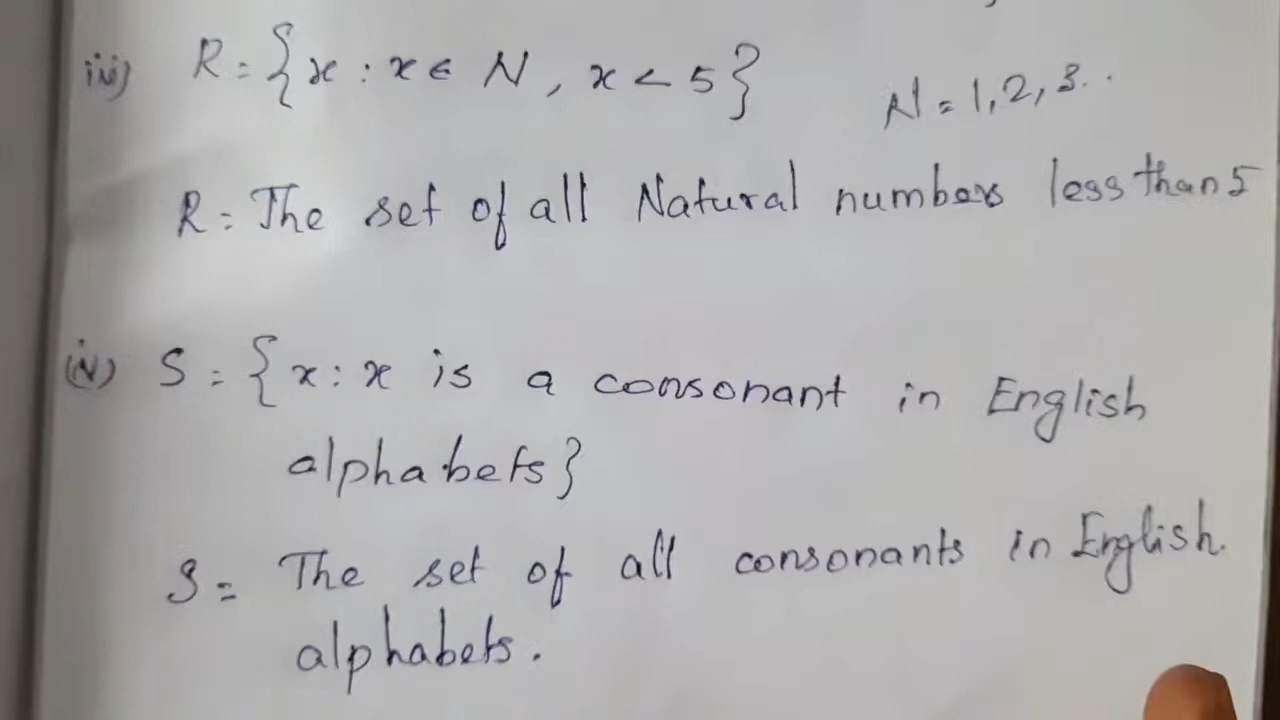 iii) R = {x : x ∈ N, x < 5} N = 1, 2, 3..
R = The set of all Natural numbers less than 5
(iv) S = {x : x is a consonant in English
alphabets}
S = The set of all consonants in English.
alphabets.